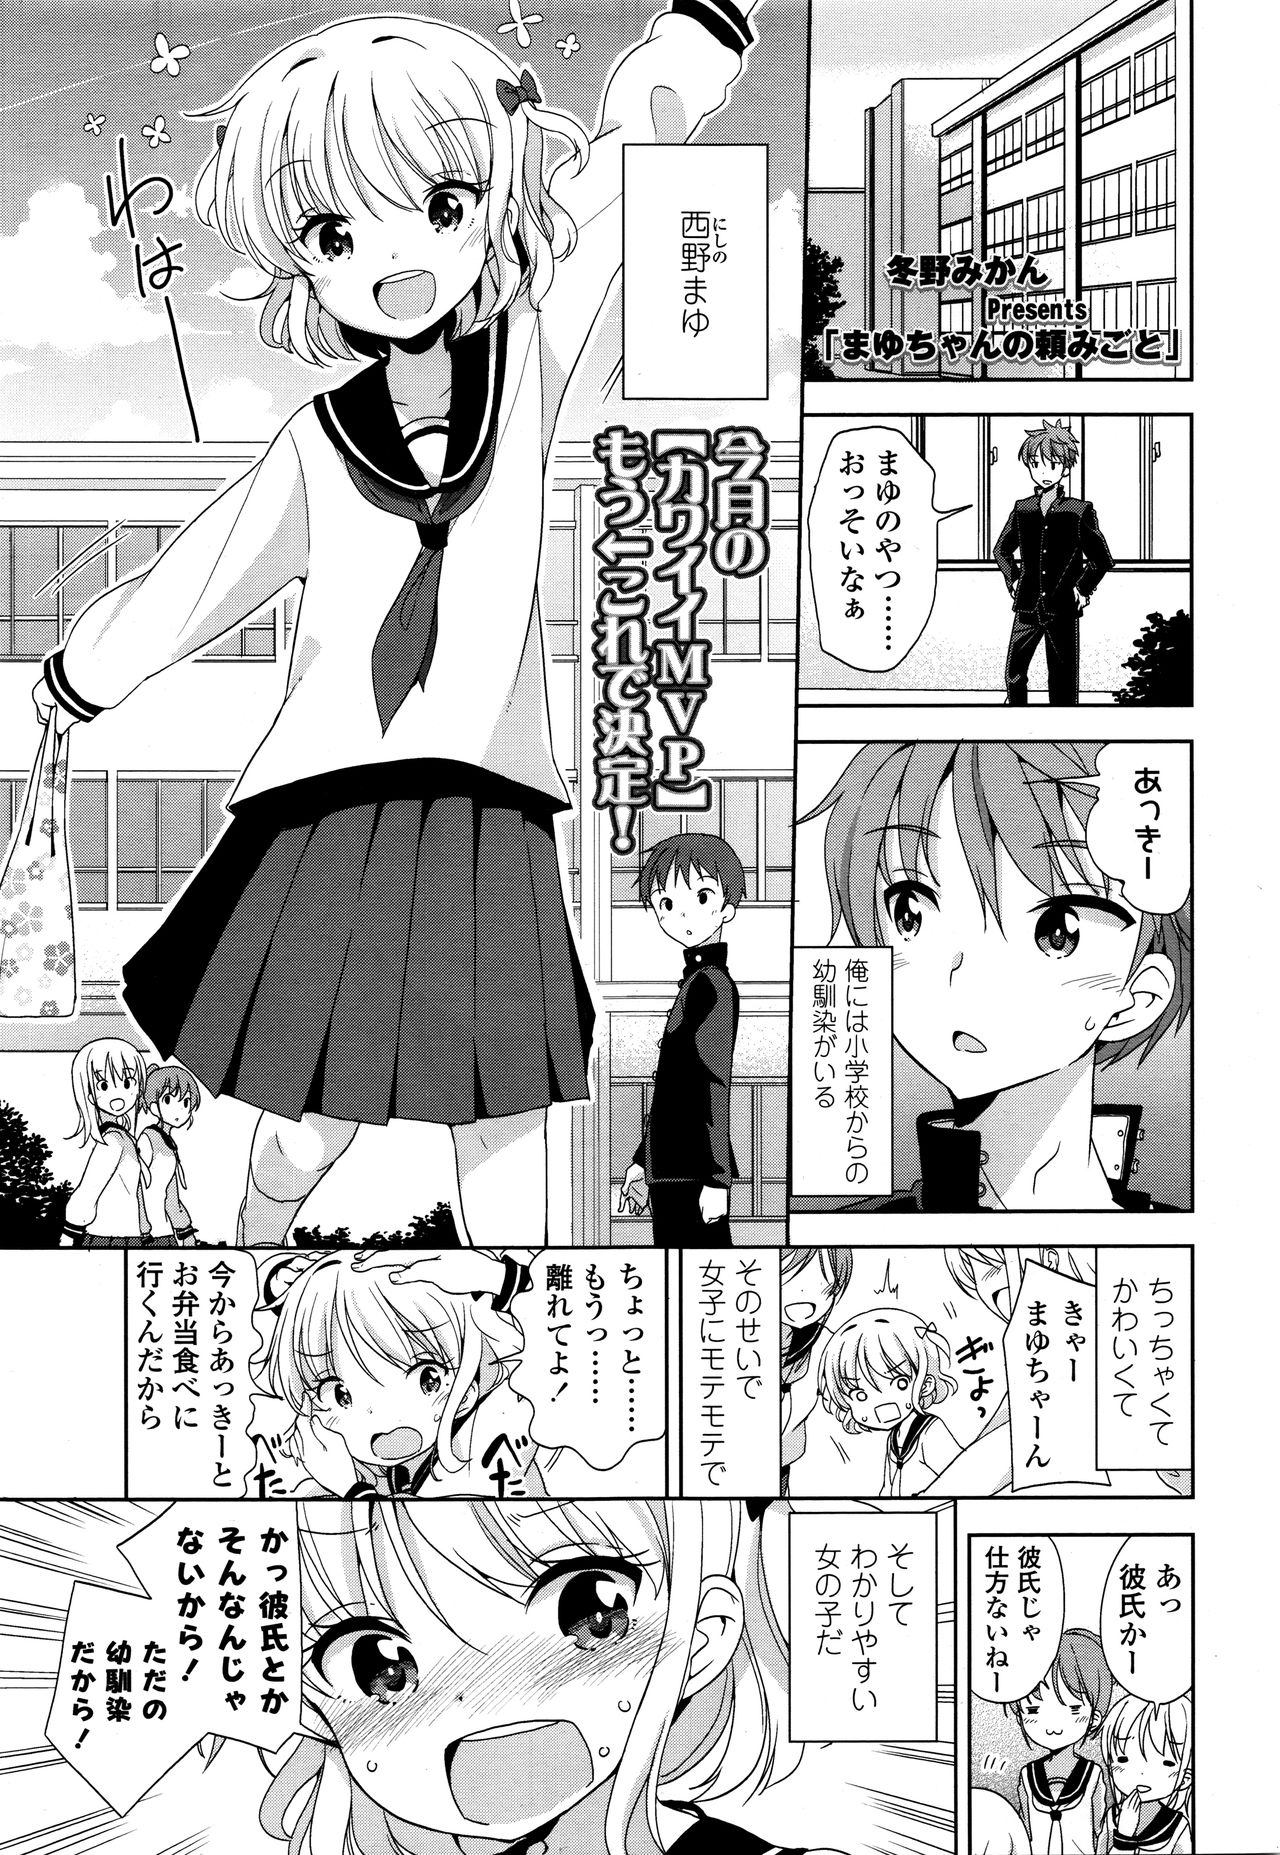 冬野みかん
Presents
「まゆちゃんの頼みごと」
まゆのやつ……
おっそいなぁ
あっきー
俺には小学校からの
幼馴染がいる
わはー
西野まゆ
にしの
今月の
【カワイイMVP】
もう←これで決定!
ちっちゃくて
かわいくて
きゃー
まゆちゃーん
ぎょっ
そのせいで
女子にモテモテで
ちょっと……
もうっ……
離れてよ!
べた
べた
今からあっきーと
お弁当食べに
行くんだから
あっ
彼氏かー
彼氏じゃ
仕方ないねー
そして
わかりやすい
女の子だ
かっ彼氏とか
そんなんじゃ
ないから!
ただの
幼馴染
だから!